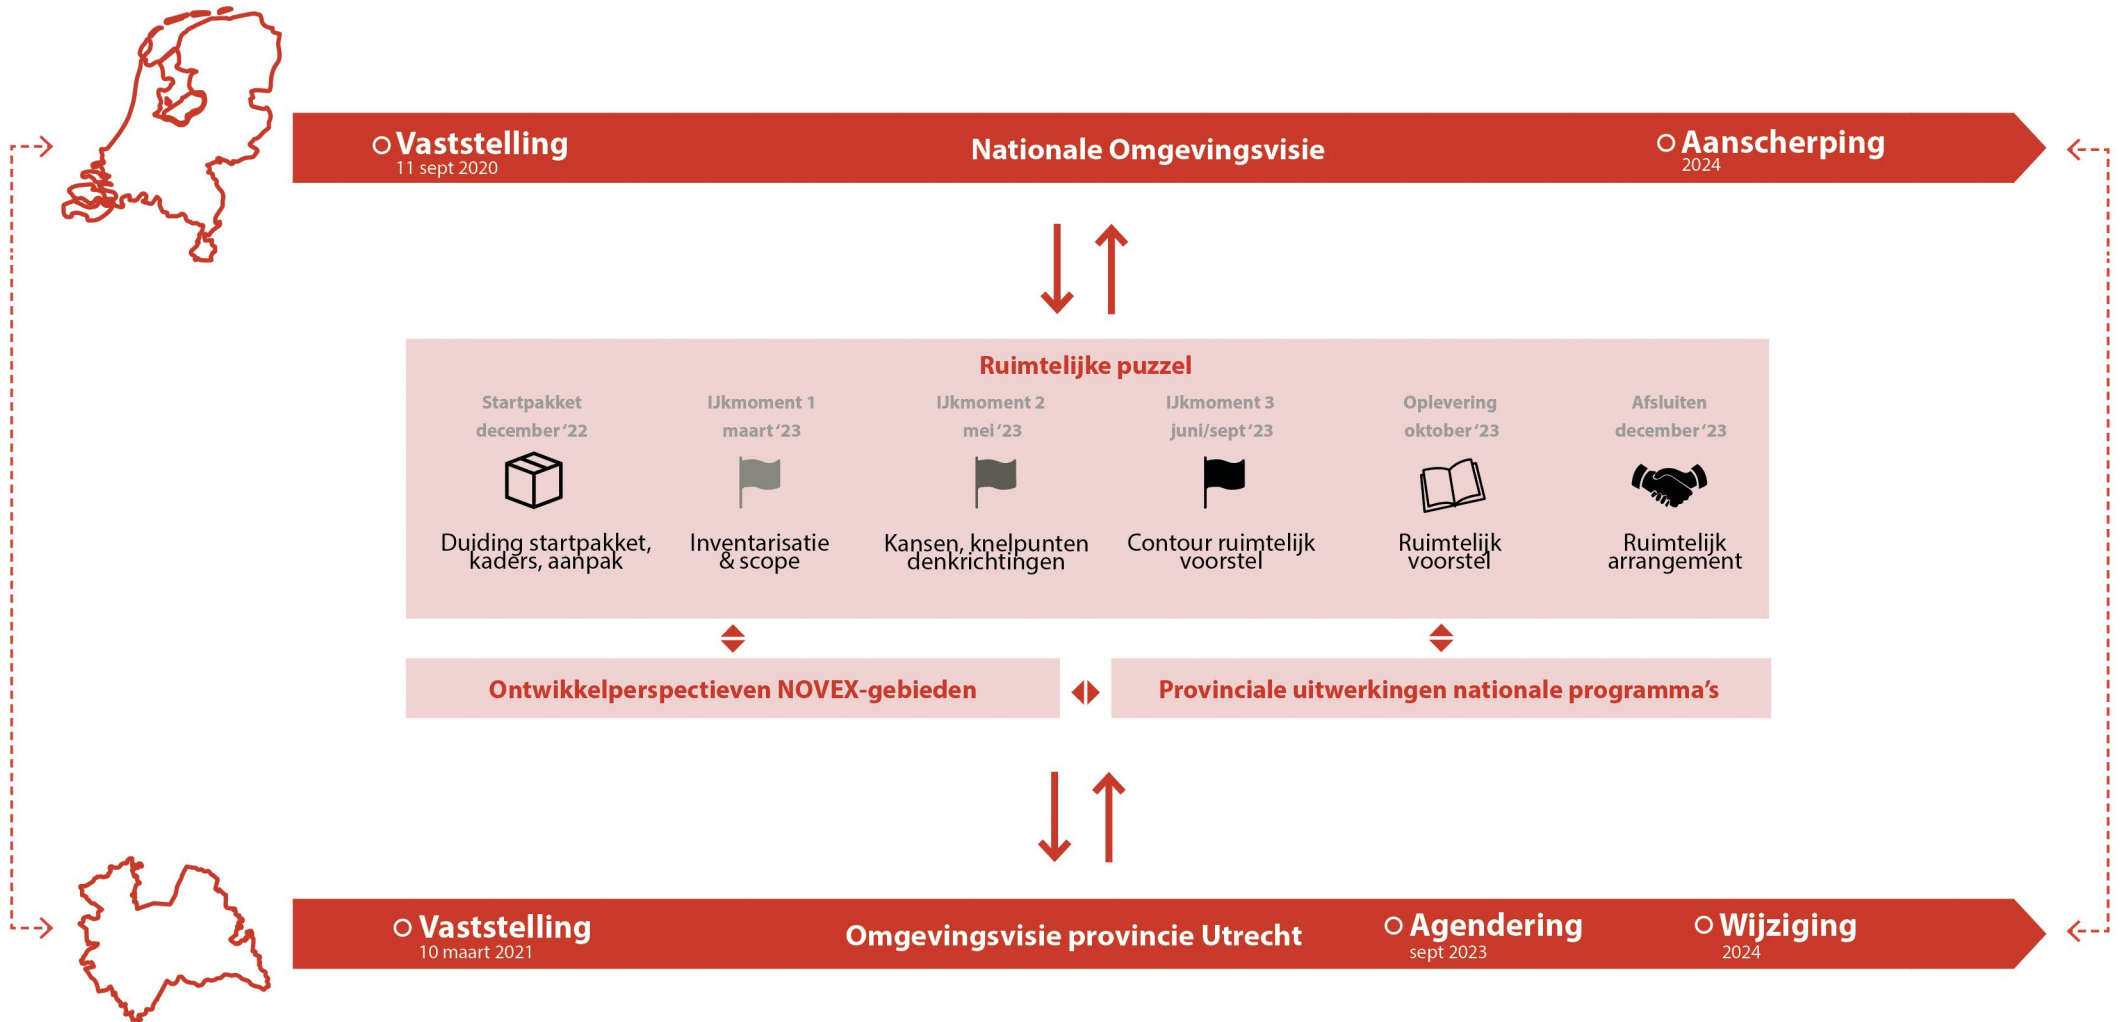 Vaststelling
11 sept 2020
Nationale Omgevingsvisie
Aanscherping
2024
Ruimtelijke puzzel
Startpakket
december ‘22
IJkmoment 1
maart ‘23
IJkmoment 2
mei ‘23
IJkmoment 3
juni/sept ‘23
Oplevering
oktober ‘23
Afsluiten
december ‘23
Duiding startpakket,
kaders, aanpak
Inventarisatie
& scope
Kansen, knelpunten
denkrichtingen
Contour ruimtelijk
voorstel
Ruimtelijk
voorstel
Ruimtelijk
arrangement
Ontwikkelperspectieven NOVEX-gebieden
Provinciale uitwerkingen nationale programma’s
Vaststelling
10 maart 2021
Omgevingsvisie provincie Utrecht
Agendering
sept 2023
Wijziging
2024